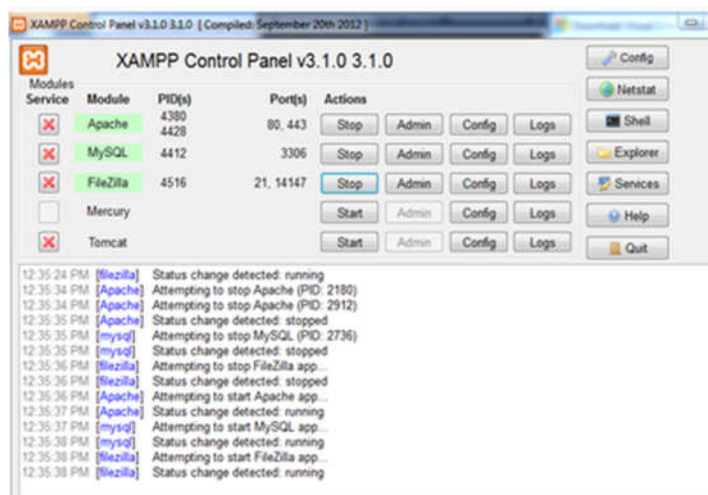 XAMPP Control Panel v3.1.0 3.1.0 [ Compiled: September 20th 2012 ]
XAMPP Control Panel v3.1.0 3.1.0
Config
Modules
Service Module PID(s) Port(s) Actions
Netstat
Apache 4380 4428 80, 443 Stop Admin Config Logs
Shell
MySQL 4412 3306 Stop Admin Config Logs
Explorer
FileZilla 4516 21, 14147 Stop Admin Config Logs
Services
Mercury Start Admin Config Logs
Help
Tomcat Start Admin Config Logs
Quit
12:35:24 PM [filezilla] Status change detected: running
12:35:34 PM [Apache] Attempting to stop Apache (PID: 2180)
12:35:34 PM [Apache] Attempting to stop Apache (PID: 2912)
12:35:35 PM [Apache] Status change detected: stopped
12:35:35 PM [mysql] Attempting to stop MySQL (PID: 2736)
12:35:35 PM [mysql] Status change detected: stopped
12:35:36 PM [filezilla] Attempting to stop FileZilla app...
12:35:36 PM [filezilla] Status change detected: stopped
12:35:36 PM [Apache] Attempting to start Apache app...
12:35:37 PM [Apache] Status change detected: running
12:35:37 PM [mysql] Attempting to start MySQL app...
12:35:38 PM [mysql] Status change detected: running
12:35:38 PM [filezilla] Attempting to start FileZilla app...
12:35:38 PM [filezilla] Status change detected: running